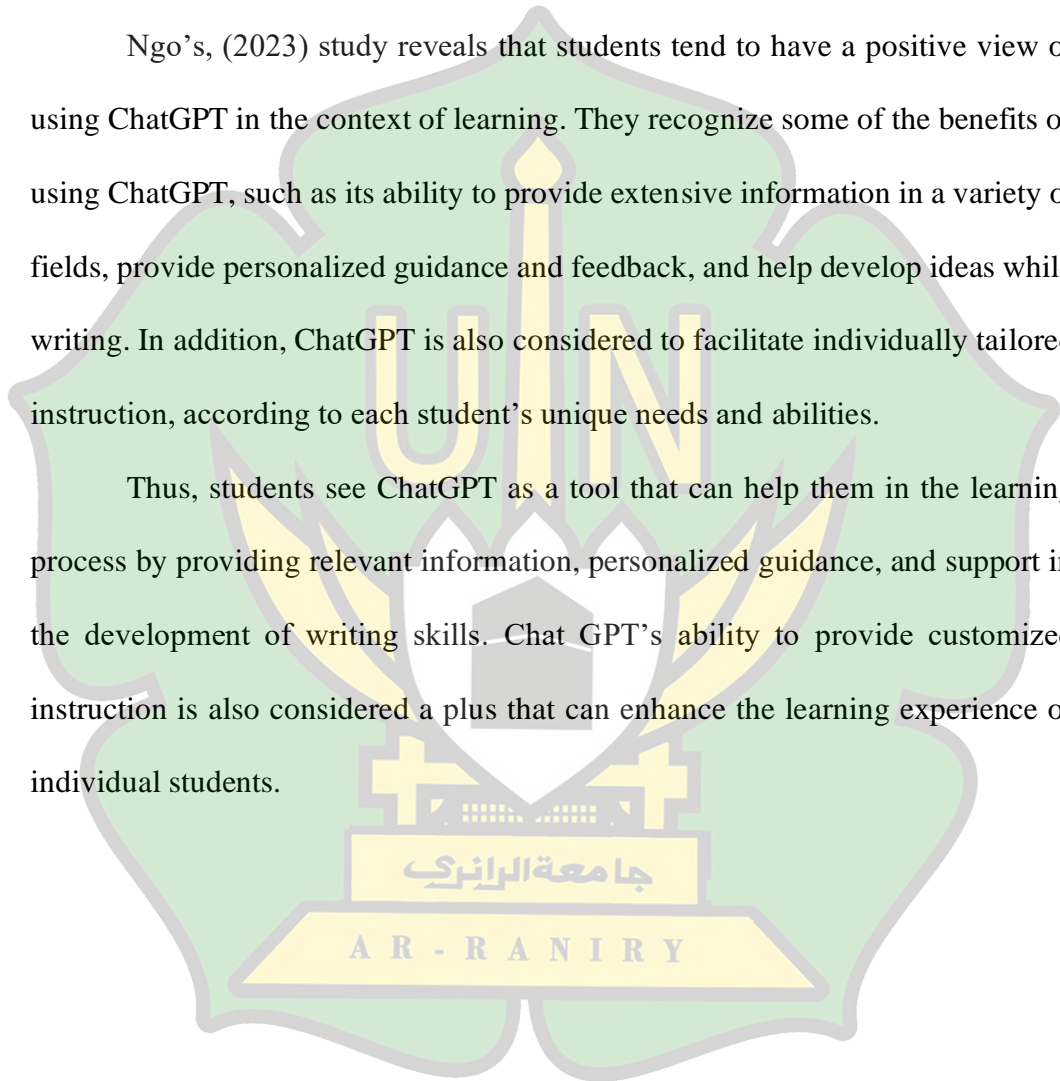 Ngo’s, (2023) study reveals that students tend to have a positive view o
using ChatGPT in the context of learning. They recognize some of the benefits o
using ChatGPT, such as its ability to provide extensive information in a variety o
fields, provide personalized guidance and feedback, and help develop ideas whil
writing. In addition, ChatGPT is also considered to facilitate individually tailore
instruction, according to each student’s unique needs and abilities.
Thus, students see ChatGPT as a tool that can help them in the learnin
process by providing relevant information, personalized guidance, and support i
the development of writing skills. Chat GPT’s ability to provide customize
instruction is also considered a plus that can enhance the learning experience o
individual students.
UIN
جامعةالرانري
AR-RANIRY